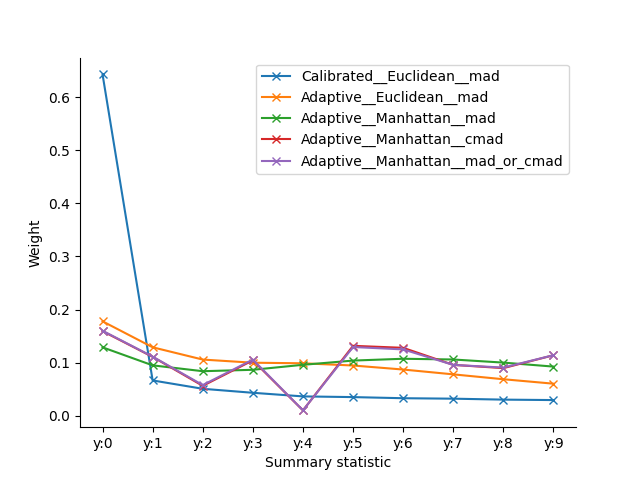 Calibrated__Euclidean__mad
Adaptive__Euclidean__mad
Adaptive__Manhattan__mad
Adaptive__Manhattan__cmad
Adaptive__Manhattan__mad_or_cmad
Weight
0.6
0.5
0.4
0.3
0.2
0.1
0.0
y:0 y:1 y:2 y:3 y:4 y:5 y:6 y:7 y:8 y:9
Summary statistic